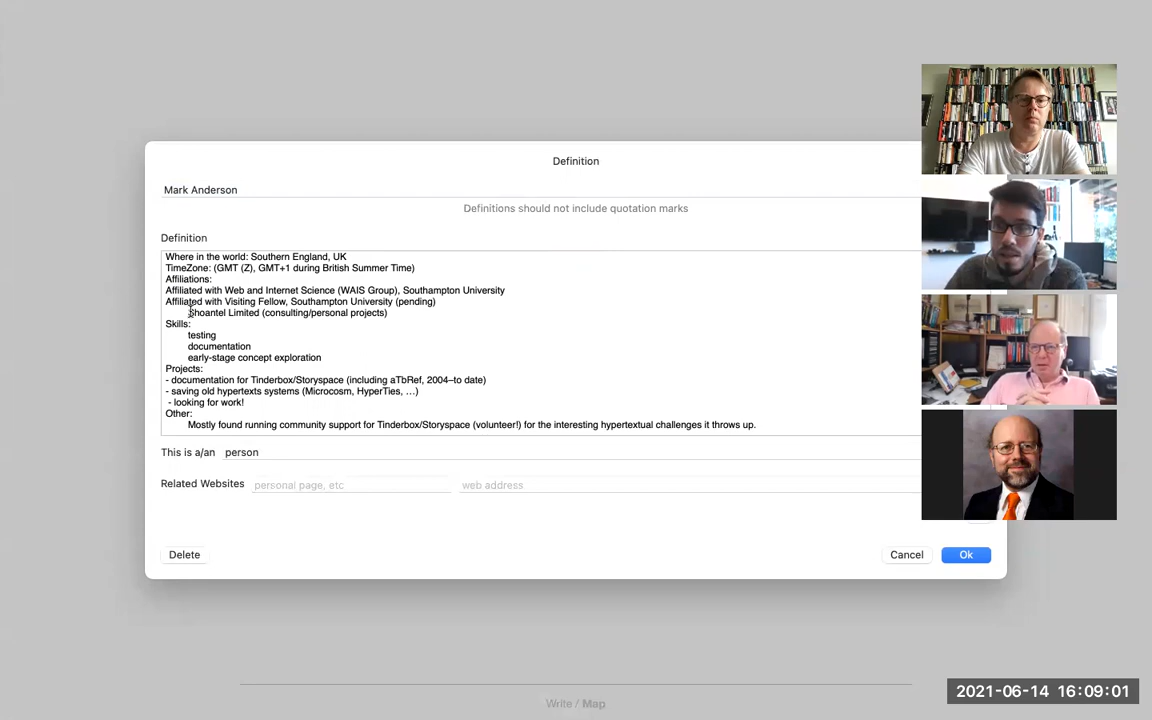 Definition
Mark Anderson
Definitions should not include quotation marks
Definition
Where in the world: Southern England, UK
TimeZone: (GMT (Z), GMT+1 during British Summer Time)
Affiliations:
Affiliated with Web and Internet Science (WAIS Group), Southampton University
Affiliated with Visiting Fellow, Southampton University (pending)
Shoantel Limited (consulting/personal projects)
Skills:
testing
documentation
early-stage concept exploration
Projects:
- documentation for Tinderbox/Storyspace (including aTbRef, 2004–to date)
- saving old hypertexts systems (Microcosm, HyperTies, …)
- looking for work!
Other:
Mostly found running community support for Tinderbox/Storyspace (volunteer!) for the interesting hypertextual challenges it throws up.
This is a/an person
Related Websites personal page, etc web address
Delete Cancel Ok
Write / Map
2021-06-14 16:09:01